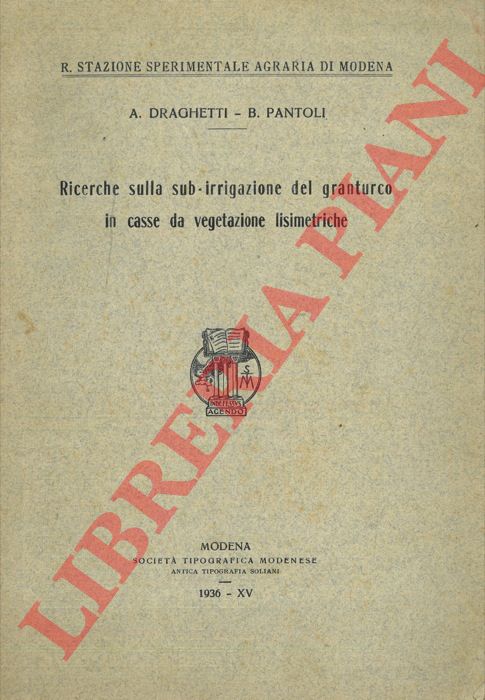 R. STAZIONE SPERIMENTALE AGRARIA DI MODENA
A. DRAGHETTI - B. PANTOLI
Ricerche sulla sub-irrigazione del granturco
in casse da vegetazione lisimetriche
S T M
AGENDO
MODENA
SOCIETÀ TIPOGRAFICA MODENESE
ANTICA TIPOGRAFIA SOLIANI
1936 - XV
LIBRERIA PIANI